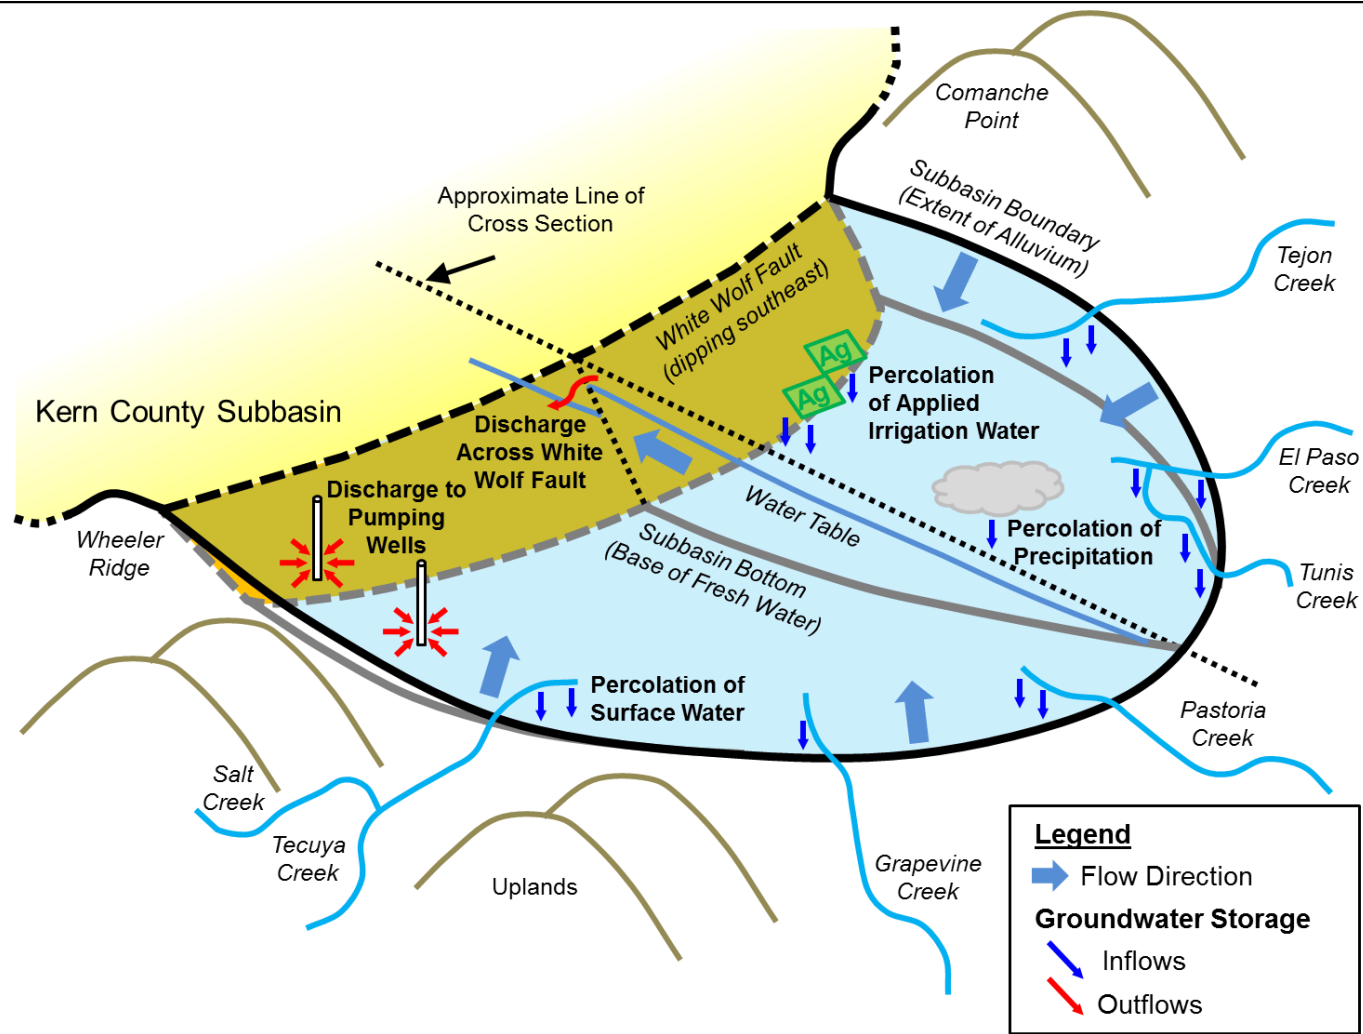 Comanche
Point
Subbasin Boundary
(Extent of Alluvium)
Approximate Line of
Cross Section
Tejon
Creek
White Wolf Fault
(dipping southeast)
Ag
Ag
Percolation
of Applied
Irrigation Water
Kern County Subbasin
Discharge
Across White
Wolf Fault
El Paso
Creek
Discharge to
Pumping
Wells
Water Table
Percolation of
Precipitation
Wheeler
Ridge
Subbasin Bottom
(Base of Fresh Water)
Tunis
Creek
Percolation of
Surface Water
Pastoria
Creek
Salt
Creek
Tecuya
Creek
Uplands
Grapevine
Creek
Legend
Flow Direction
Groundwater Storage
Inflows
Outflows